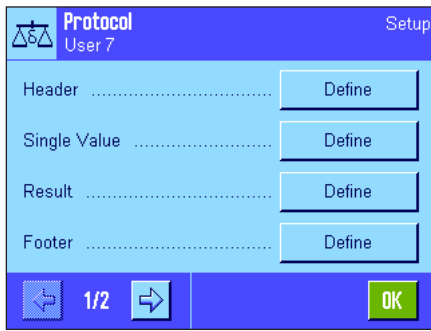 Protocol
Setup
User 7
Header ................................ Define
Single Value ........................ Define
Result ................................. Define
Footer ................................. Define
1/2
OK